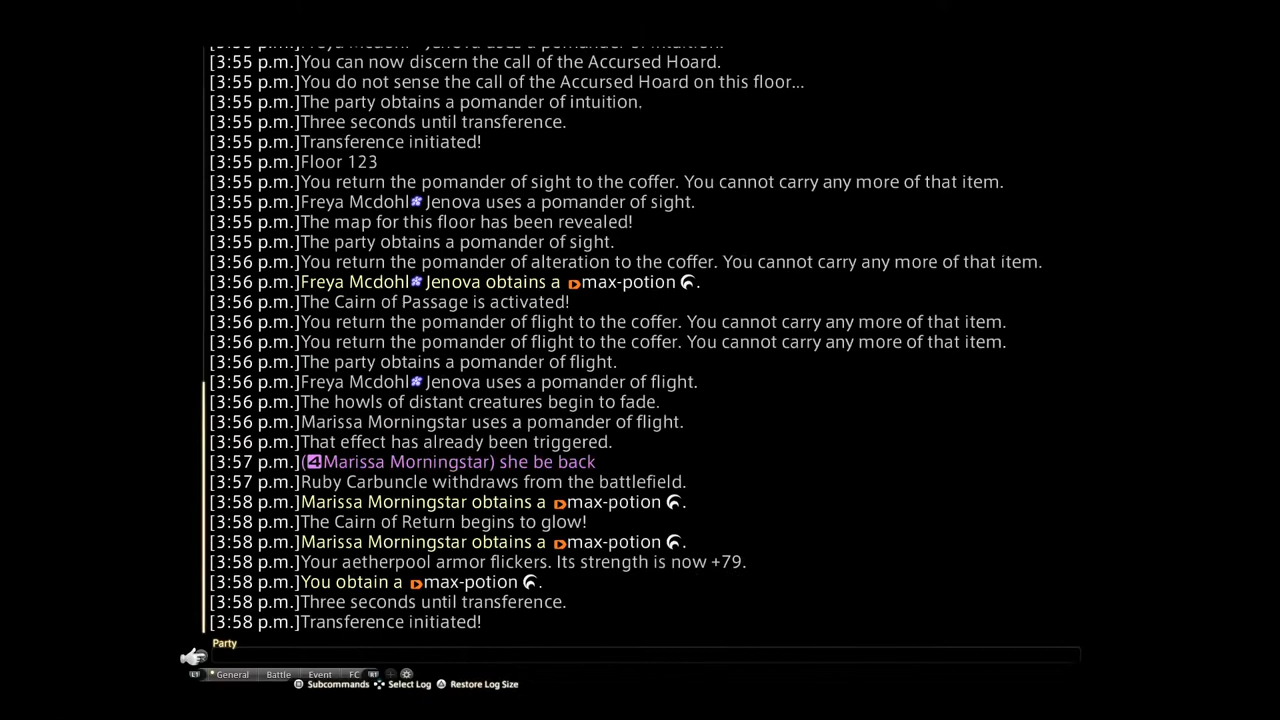 [3:55 p.m.]Freya Mcdohl Jenova uses a pomander of intuition.
[3:55 p.m.]You can now discern the call of the Accursed Hoard.
[3:55 p.m.]You do not sense the call of the Accursed Hoard on this floor...
[3:55 p.m.]The party obtains a pomander of intuition.
[3:55 p.m.]Three seconds until transference.
[3:55 p.m.]Transference initiated!
[3:55 p.m.]Floor 123
[3:55 p.m.]You return the pomander of sight to the coffer. You cannot carry any more of that item.
[3:55 p.m.]Freya Mcdohl Jenova uses a pomander of sight.
[3:55 p.m.]The map for this floor has been revealed!
[3:55 p.m.]The party obtains a pomander of sight.
[3:56 p.m.]You return the pomander of alteration to the coffer. You cannot carry any more of that item.
[3:56 p.m.]Freya Mcdohl Jenova obtains a max-potion.
[3:56 p.m.]The Cairn of Passage is activated!
[3:56 p.m.]You return the pomander of flight to the coffer. You cannot carry any more of that item.
[3:56 p.m.]You return the pomander of flight to the coffer. You cannot carry any more of that item.
[3:56 p.m.]The party obtains a pomander of flight.
[3:56 p.m.]Freya Mcdohl Jenova uses a pomander of flight.
[3:56 p.m.]The howls of distant creatures begin to fade.
[3:56 p.m.]Marissa Morningstar uses a pomander of flight.
[3:56 p.m.]That effect has already been triggered.
[3:57 p.m.](4Marissa Morningstar) she be back
[3:57 p.m.]Ruby Carbuncle withdraws from the battlefield.
[3:58 p.m.]Marissa Morningstar obtains a max-potion.
[3:58 p.m.]The Cairn of Return begins to glow!
[3:58 p.m.]Marissa Morningstar obtains a max-potion.
[3:58 p.m.]Your aetherpool armor flickers. Its strength is now +79.
[3:58 p.m.]You obtain a max-potion.
[3:58 p.m.]Three seconds until transference.
[3:58 p.m.]Transference initiated!
Party
L1 General Battle Event FC R1
Subcommands Select Log Restore Log Size